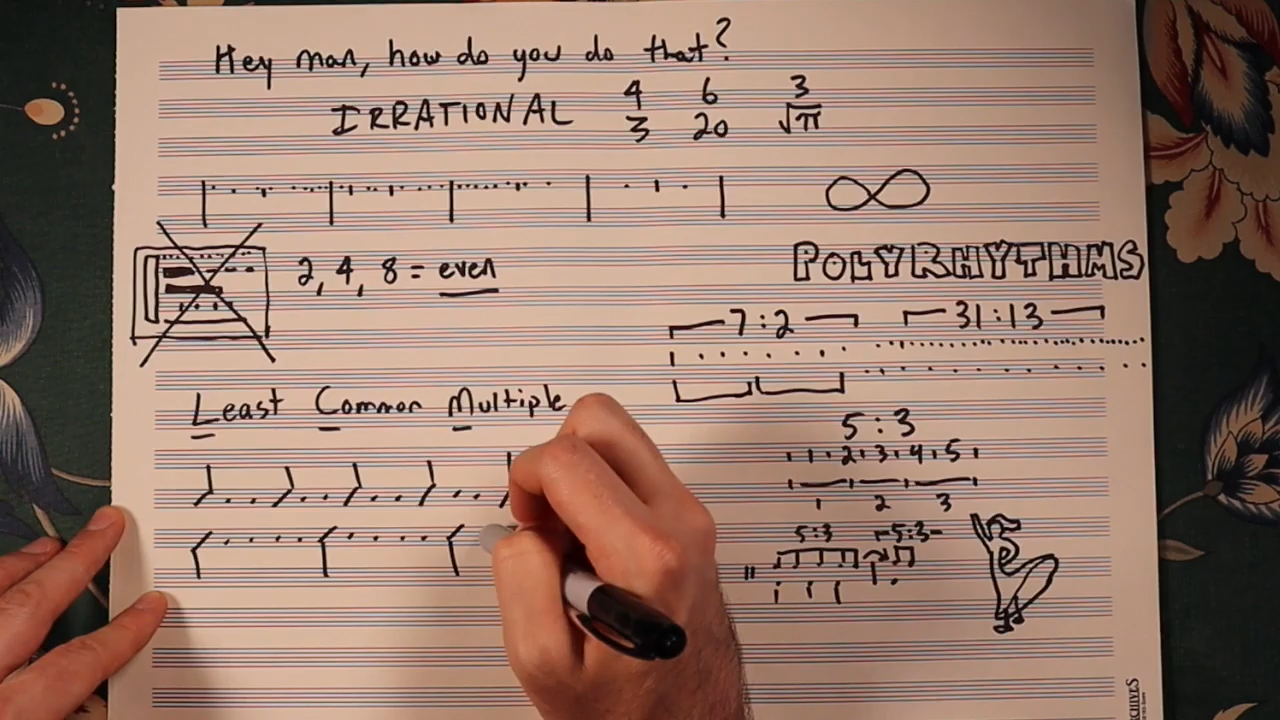 Hey man, how do you do that?
IRRATIONAL 4/3 6/20 3/√π
∞
2, 4, 8 = even
POLYRHYTHMS
7:2 31:13
Least Common Multiple
5:3
1 2 3 4 5
1 2 3
5:3 5:3